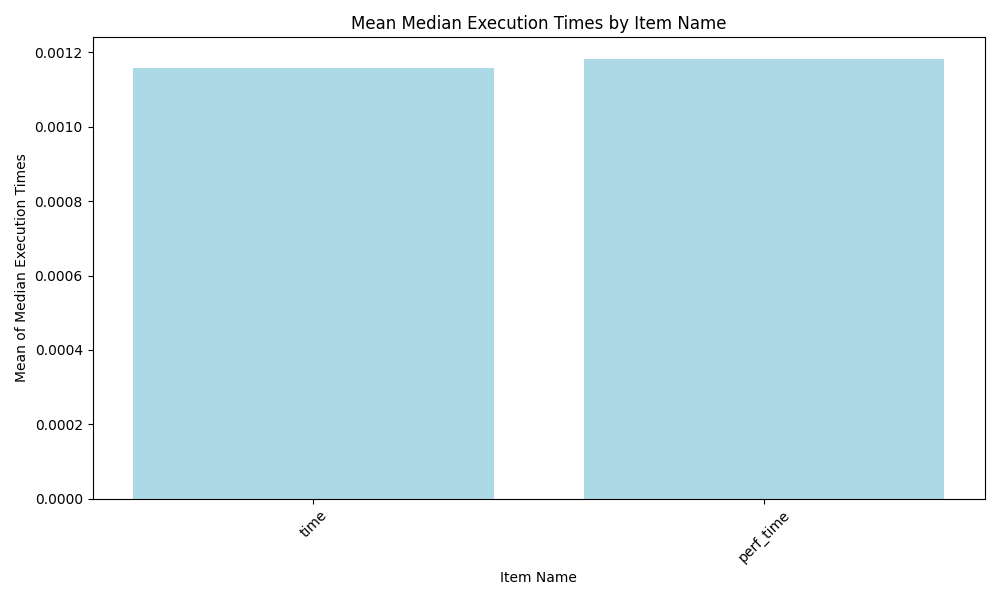 Mean Median Execution Times by Item Name
Mean of Median Execution Times
0.0012
0.0010
0.0008
0.0006
0.0004
0.0002
0.0000
time
perf_time
Item Name